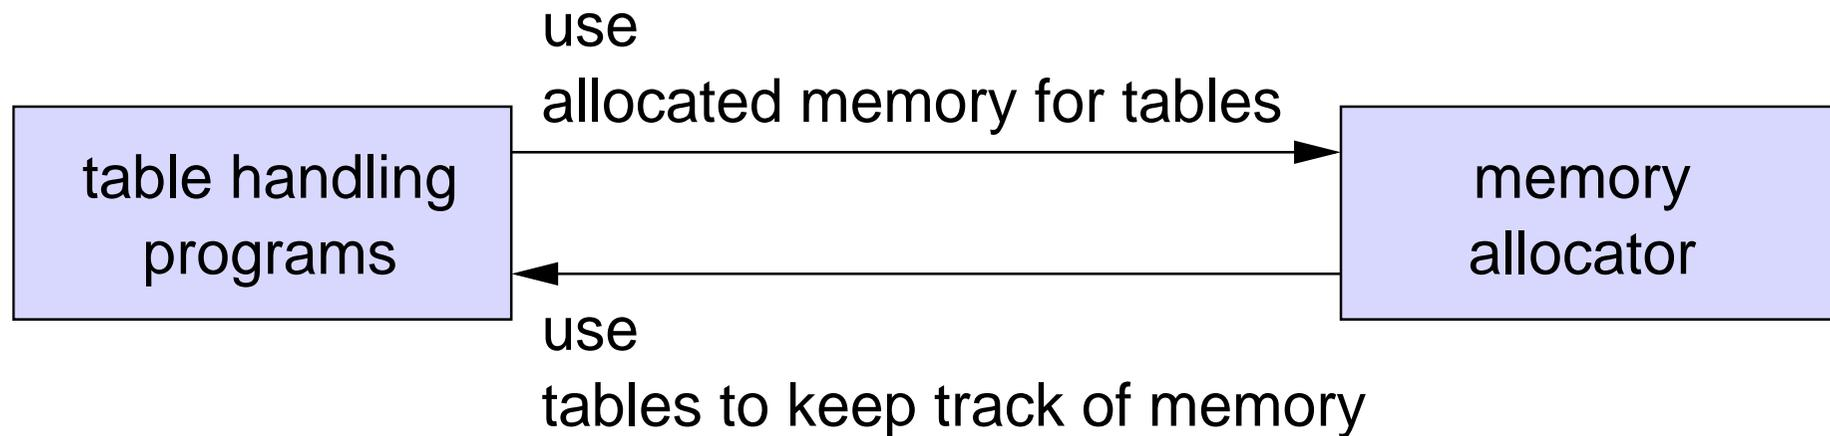 use
allocated memory for tables
table handling
programs
memory
allocator
use
tables to keep track of memory